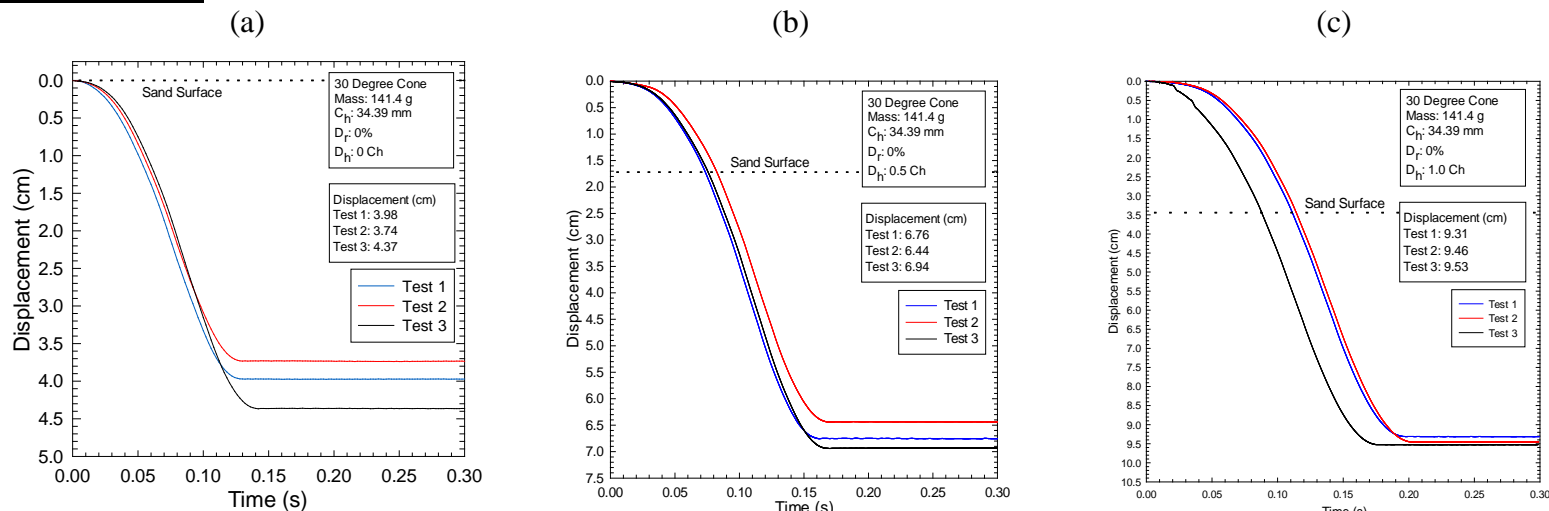 (a)
0.0
0.5
1.0
1.5
2.0
2.5
3.0
3.5
4.0
4.5
5.0
Displacement (cm)
Sand Surface
30 Degree Cone
Mass: 141.4 g
Ch: 34.39 mm
Dr: 0%
Dh: 0 Ch
Displacement (cm)
Test 1: 3.98
Test 2: 3.74
Test 3: 4.37
Test 1
Test 2
Test 3
0.00 0.05 0.10 0.15 0.20 0.25 0.30
Time (s)
(b)
0.0
0.5
1.0
1.5
2.0
2.5
3.0
3.5
4.0
4.5
5.0
5.5
6.0
6.5
7.0
7.5
Displacement (cm)
30 Degree Cone
Mass: 141.4 g
Ch: 34.39 mm
Dr: 0%
Dh: 0.5 Ch
Sand Surface
Displacement (cm)
Test 1: 6.76
Test 2: 6.44
Test 3: 6.94
Test 1
Test 2
Test 3
0.00 0.05 0.10 0.15 0.20 0.25 0.30
Time (s)
(c)
0.0
0.5
1.0
1.5
2.0
2.5
3.0
3.5
4.0
4.5
5.0
5.5
6.0
6.5
7.0
7.5
8.0
8.5
9.0
9.5
10.0
10.5
Displacement (cm)
30 Degree Cone
Mass: 141.4 g
Ch: 34.39 mm
Dr: 0%
Dh: 1.0 Ch
Sand Surface
Displacement (cm)
Test 1: 9.31
Test 2: 9.46
Test 3: 9.53
Test 1
Test 2
Test 3
0.00 0.05 0.10 0.15 0.20 0.25 0.30
Time (s)